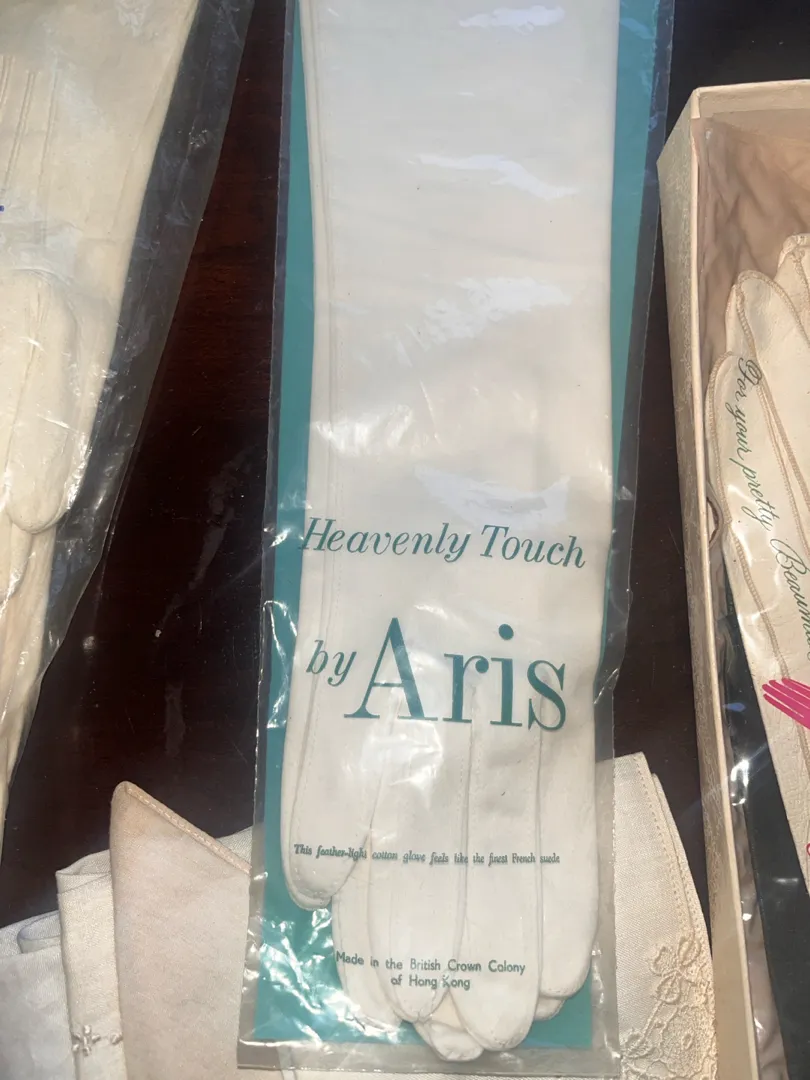 Heavenly Touch
by Aris
This feather-light cotton glove feels like the finest French suede
Made in the British Crown Colony
of Hong Kong
For your pretty